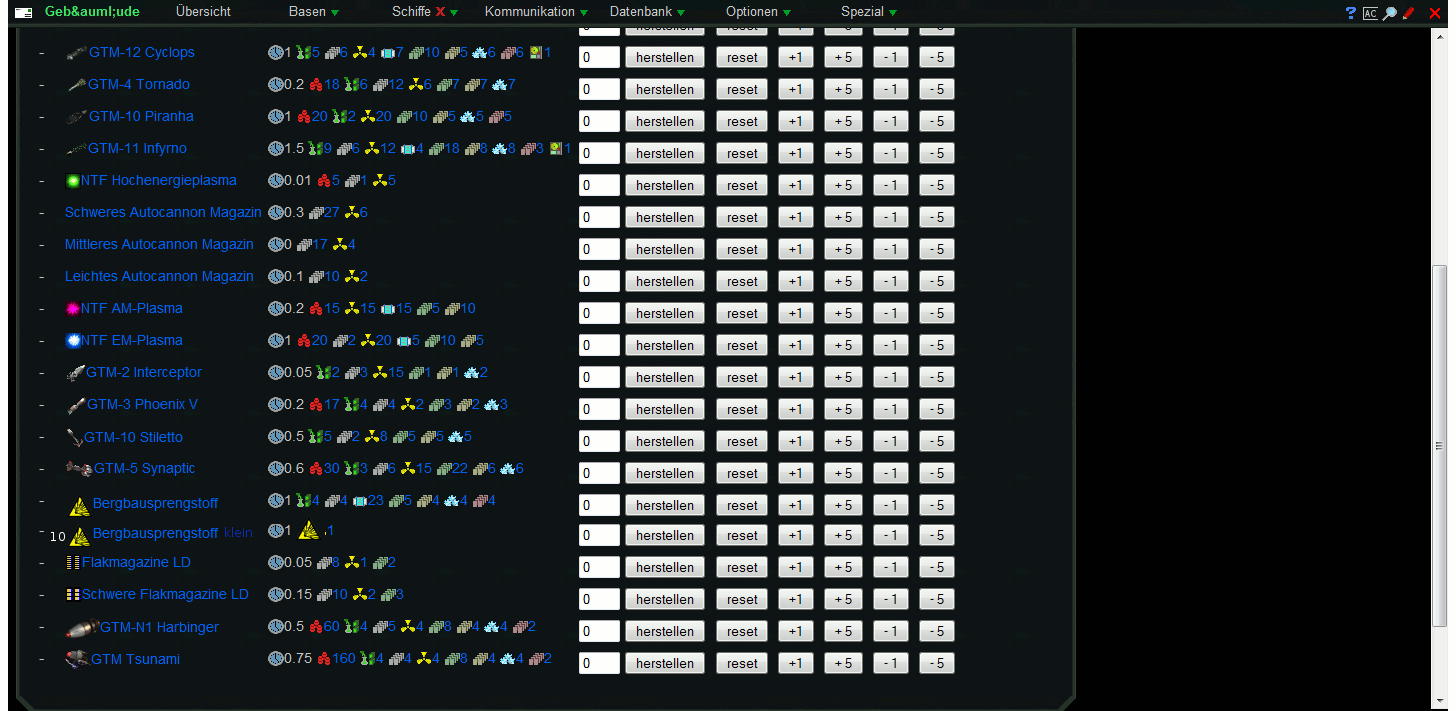 Geb&auml;ude Übersicht Basen Schiffe X Kommunikation Datenbank Optionen Spezial ? AC
- GTM-12 Cyclops 1 5 6 4 7 10 5 6 6 1 0 herstellen reset +1 +5 -1 -5
- GTM-4 Tornado 0.2 18 6 12 6 7 7 7 0 herstellen reset +1 +5 -1 -5
- GTM-10 Piranha 1 20 2 20 10 5 5 5 0 herstellen reset +1 +5 -1 -5
- GTM-11 Infyrno 1.5 9 6 12 4 18 8 8 3 1 0 herstellen reset +1 +5 -1 -5
- NTF Hochenergieplasma 0.01 5 1 5 0 herstellen reset +1 +5 -1 -5
- Schweres Autocannon Magazin 0.3 27 6 0 herstellen reset +1 +5 -1 -5
- Mittleres Autocannon Magazin 0 17 4 0 herstellen reset +1 +5 -1 -5
- Leichtes Autocannon Magazin 0.1 10 2 0 herstellen reset +1 +5 -1 -5
- NTF AM-Plasma 0.2 15 15 15 5 10 0 herstellen reset +1 +5 -1 -5
- NTF EM-Plasma 1 20 2 20 5 10 5 0 herstellen reset +1 +5 -1 -5
- GTM-2 Interceptor 0.05 2 3 15 1 1 2 0 herstellen reset +1 +5 -1 -5
- GTM-3 Phoenix V 0.2 17 4 4 2 3 2 3 0 herstellen reset +1 +5 -1 -5
- GTM-10 Stiletto 0.5 5 2 8 5 5 5 0 herstellen reset +1 +5 -1 -5
- GTM-5 Synaptic 0.6 30 3 6 15 22 6 6 0 herstellen reset +1 +5 -1 -5
- Bergbausprengstoff 1 4 4 23 5 4 4 4 0 herstellen reset +1 +5 -1 -5
- 10 Bergbausprengstoff klein 1 1 0 herstellen reset +1 +5 -1 -5
- Flakmagazine LD 0.05 8 1 2 0 herstellen reset +1 +5 -1 -5
- Schwere Flakmagazine LD 0.15 10 2 3 0 herstellen reset +1 +5 -1 -5
- GTM-N1 Harbinger 0.5 60 4 5 4 8 4 4 2 0 herstellen reset +1 +5 -1 -5
- GTM Tsunami 0.75 160 4 4 4 8 4 4 2 0 herstellen reset +1 +5 -1 -5